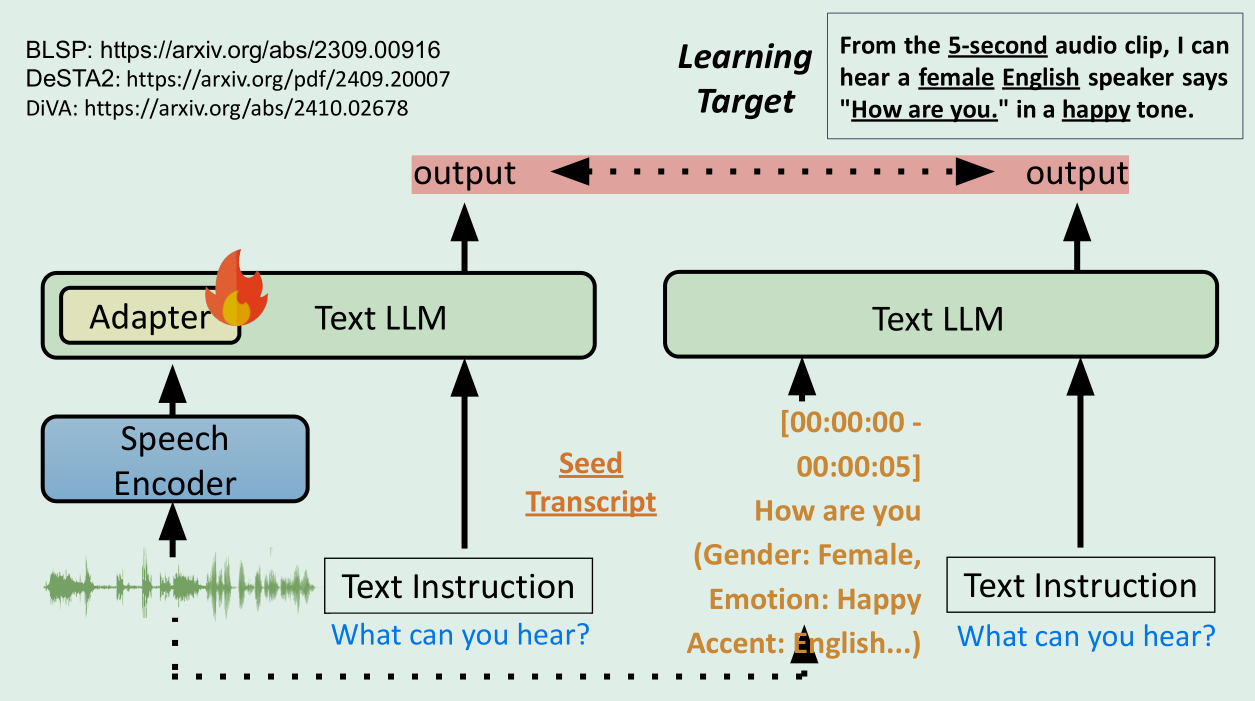 BLSP: https://arxiv.org/abs/2309.00916
DeSTA2: https://arxiv.org/pdf/2409.20007
DiVA: https://arxiv.org/abs/2410.02678
Learning
Target
From the 5-second audio clip, I can
hear a female English speaker says
"How are you." in a happy tone.
output
output
Adapter
Text LLM
Text LLM
Speech
Encoder
Seed
Transcript
[00:00:00 -
00:00:05]
How are you
(Gender: Female,
Emotion: Happy
Accent: English...)
Text Instruction
What can you hear?
Text Instruction
What can you hear?